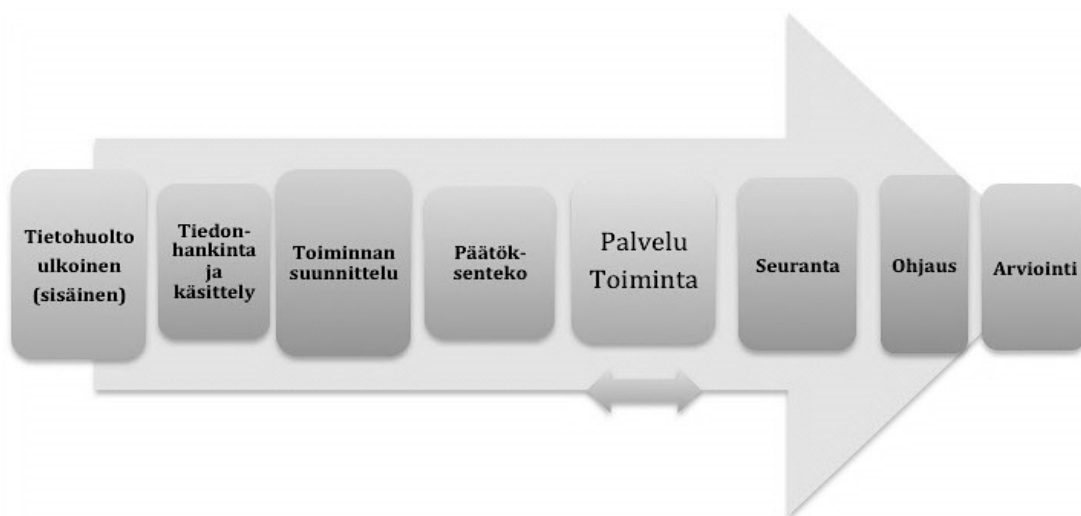 Tietohuolto
ulkoinen
(sisäinen)
Tiedon-
hankinta
ja
käsittely
Toiminnan
suunnittelu
Päätök-
senteko
Palvelu
Toiminta
Seuranta
Ohjaus
Arviointi